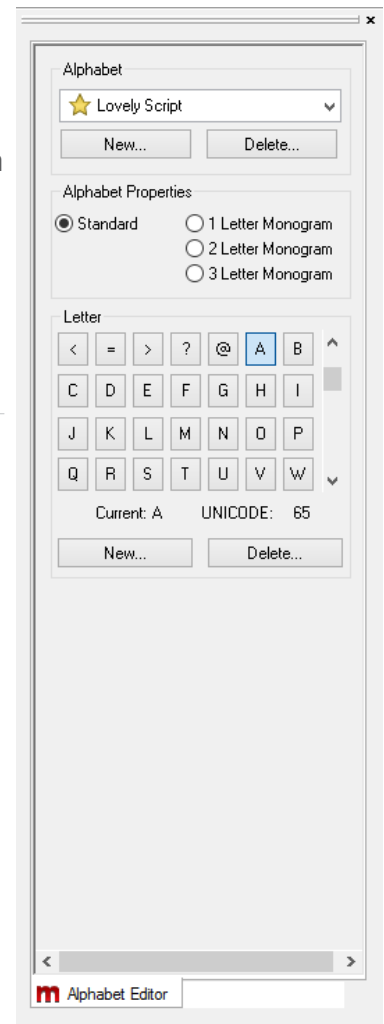 x
Alphabet
Lovely Script
New... Delete...
Alphabet Properties
Standard 1 Letter Monogram
2 Letter Monogram
3 Letter Monogram
Letter
< = > ? @ A B
C D E F G H I
J K L M N O P
Q R S T U V W
Current: A UNICODE: 65
New... Delete...
m Alphabet Editor